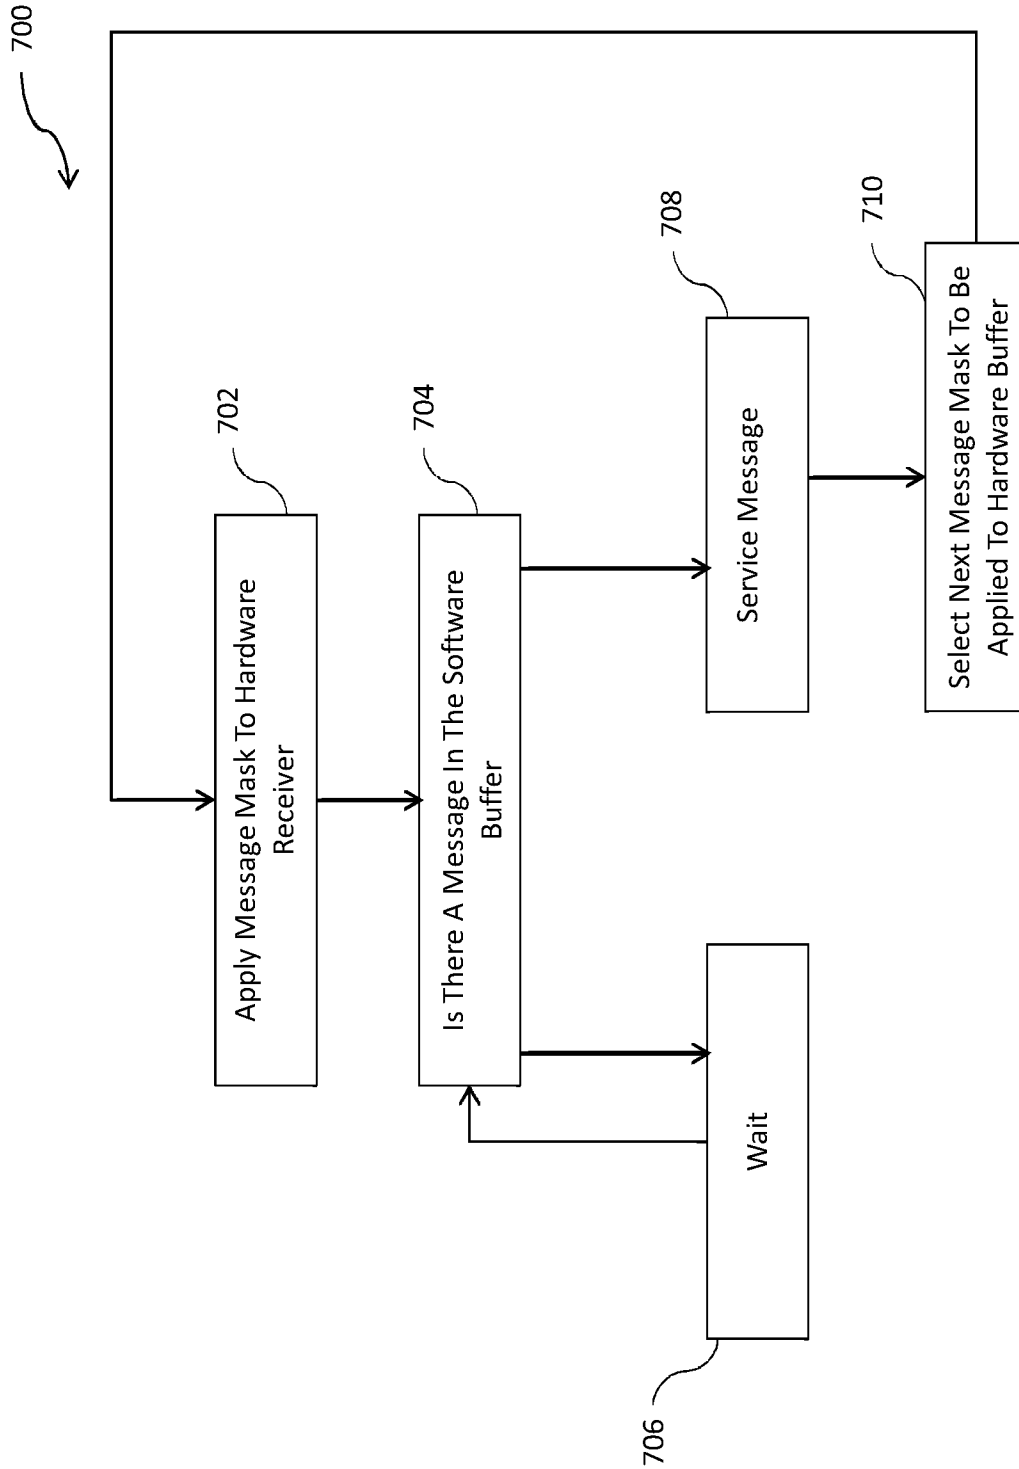 700
702
Apply Message Mask To Hardware
Receiver
704
Is There A Message In The Software
Buffer
706
Wait
708
Service Message
710
Select Next Message Mask To Be
Applied To Hardware Buffer